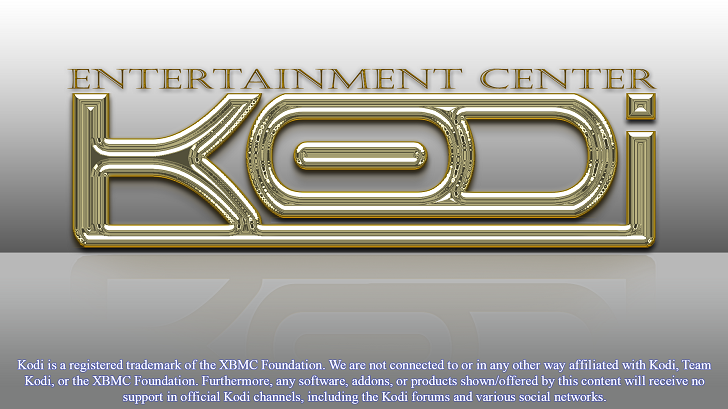 ENTERTAINMENT CENTER
KODi
Kodi is a registered trademark of the XBMC Foundation. We are not connected to or in any other way affiliated with Kodi, Team
Kodi, or the XBMC Foundation. Furthermore, any software, addons, or products shown/offered by this content will receive no
support in official Kodi channels, including the Kodi forums and various social networks.